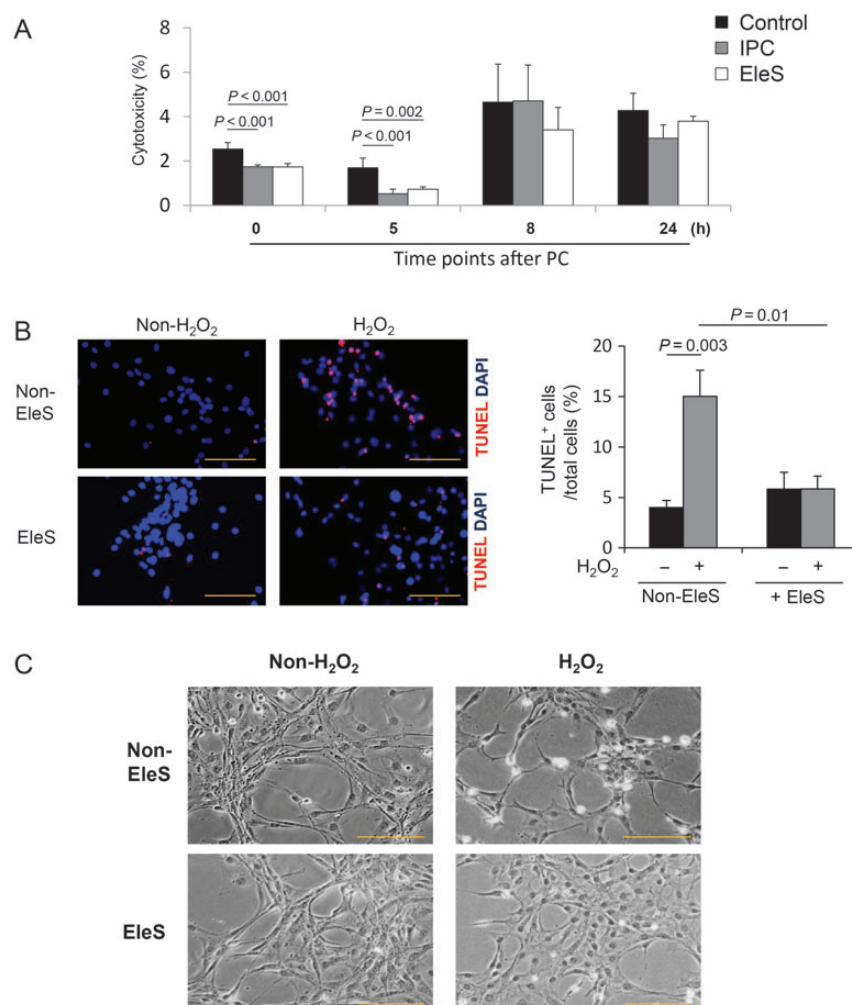 A
Cytotoxicity (%)
8
6
4
2
0
P < 0.001
P < 0.001
P = 0.002
P < 0.001
Control
IPC
EleS
0 5 8 24 (h)
Time points after PC
B
Non-H₂O₂ H₂O₂
Non-
EleS
TUNEL DAPI
EleS
TUNEL DAPI
P = 0.01
P = 0.003
TUNEL⁺ cells
/total cells (%)
20
15
10
5
0
H₂O₂ – + – +
Non-EleS + EleS
C
Non-H₂O₂ H₂O₂
Non-
EleS
EleS